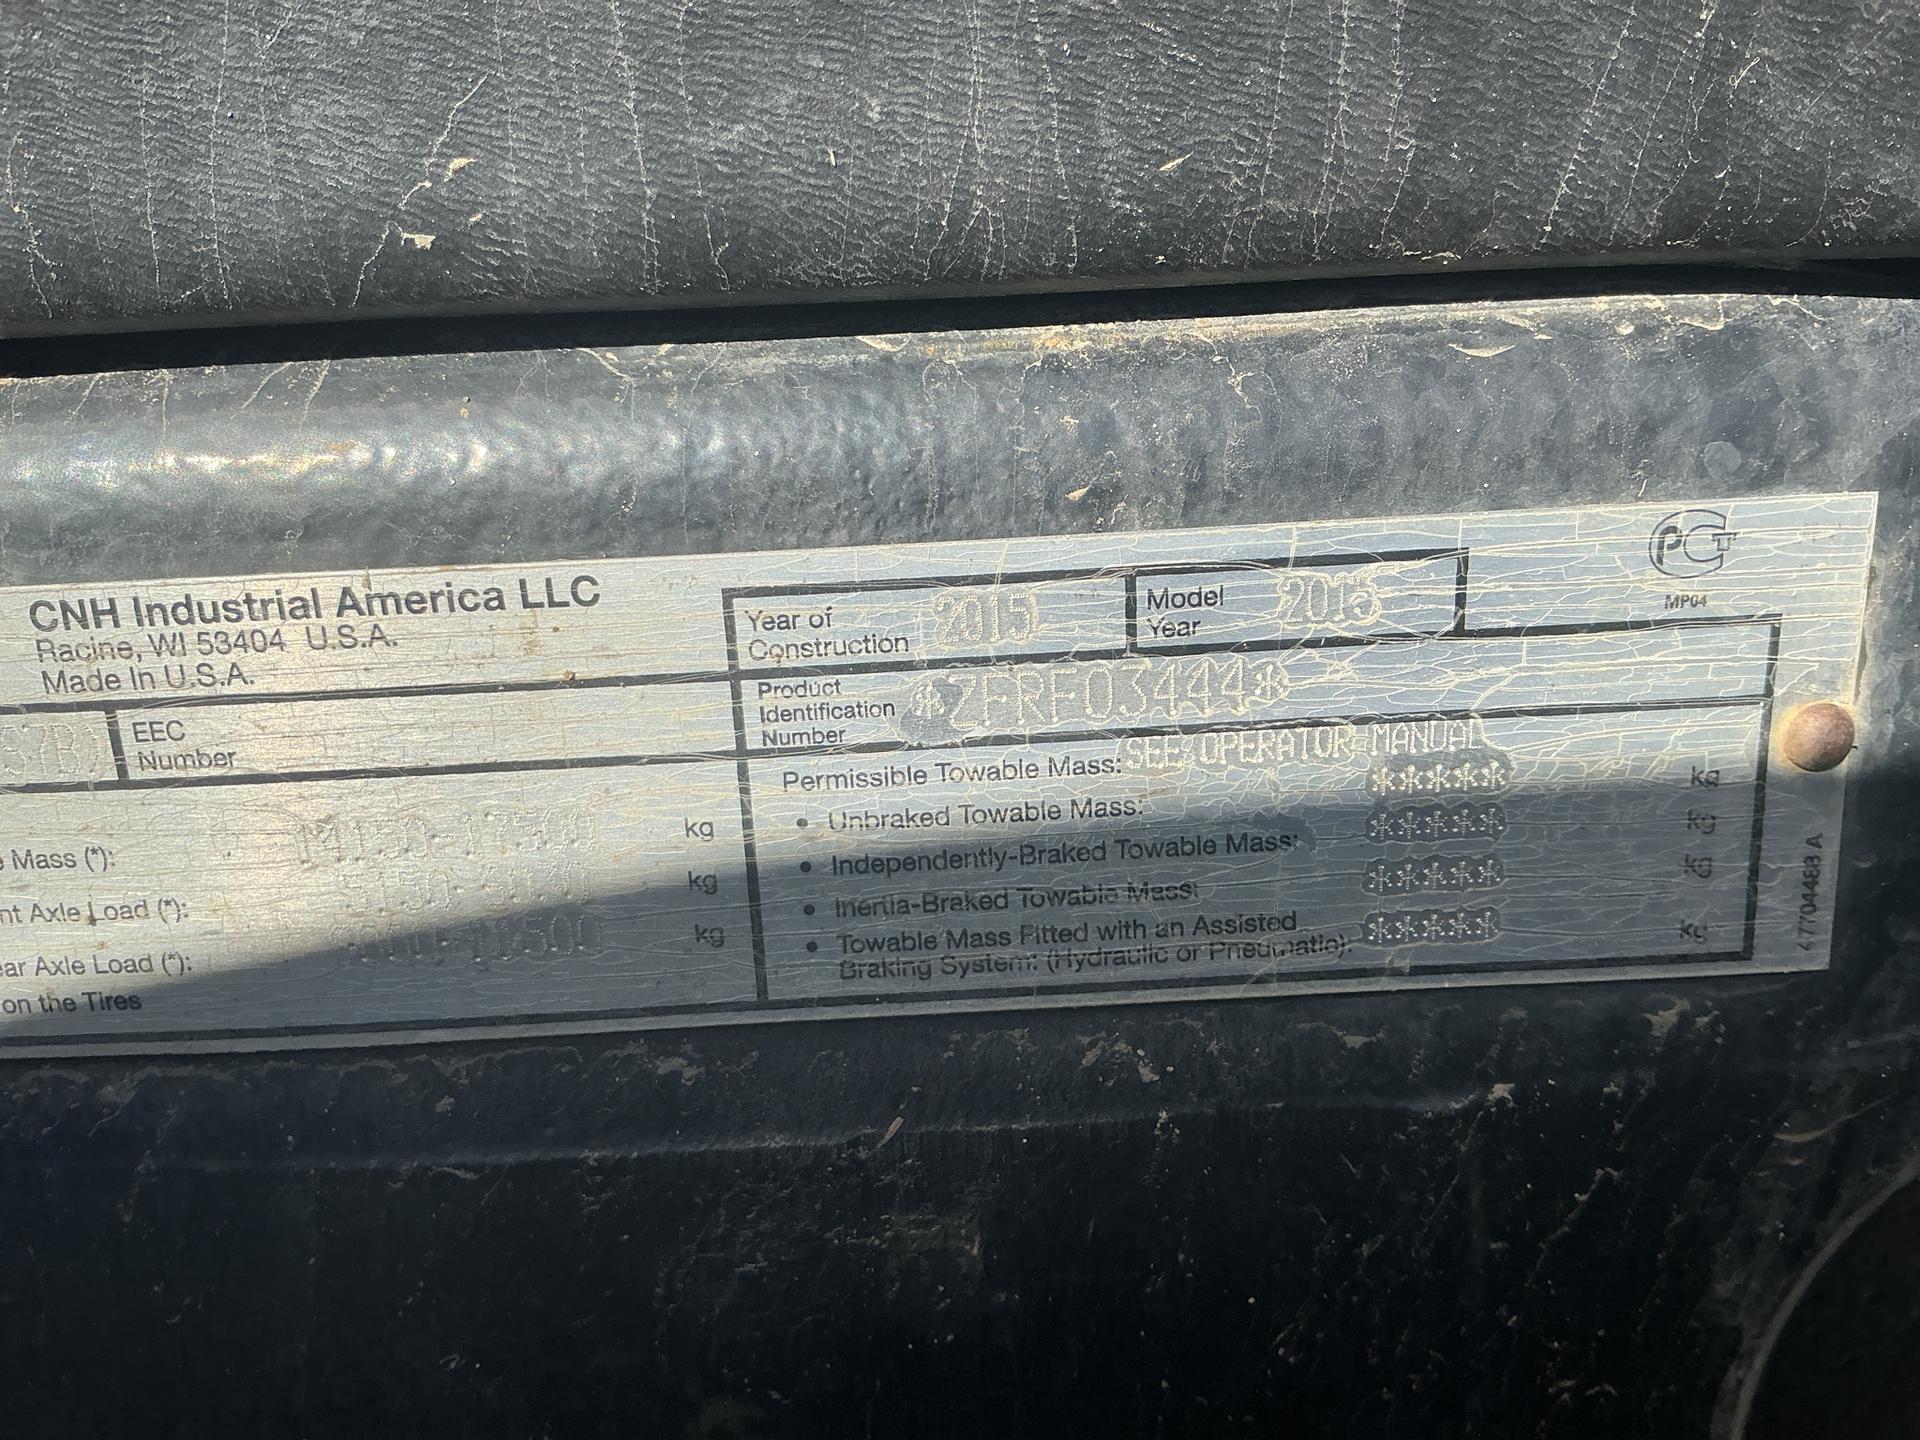 CNH Industrial America LLC
Racine, WI 53404 U.S.A.
Made In U.S.A.
EEC
Number
Mass (*): 14150-17500 kg
Axle Load (*): kg
Axle Load (*): kg
on the Tires
Year of
Construction 2015
Model
Year 2015
MP04
Product
Identification
Number *ZFRF03444*
Permissible Towable Mass: SEE OPERATOR MANUAL
• Unbraked Towable Mass: ***** kg
• Independently-Braked Towable Mass: ***** kg
• Inertia-Braked Towable Mass: ***** kg
• Towable Mass Fitted with an Assisted
Braking System: (Hydraulic or Pneumatic): ***** kg
47704488 A